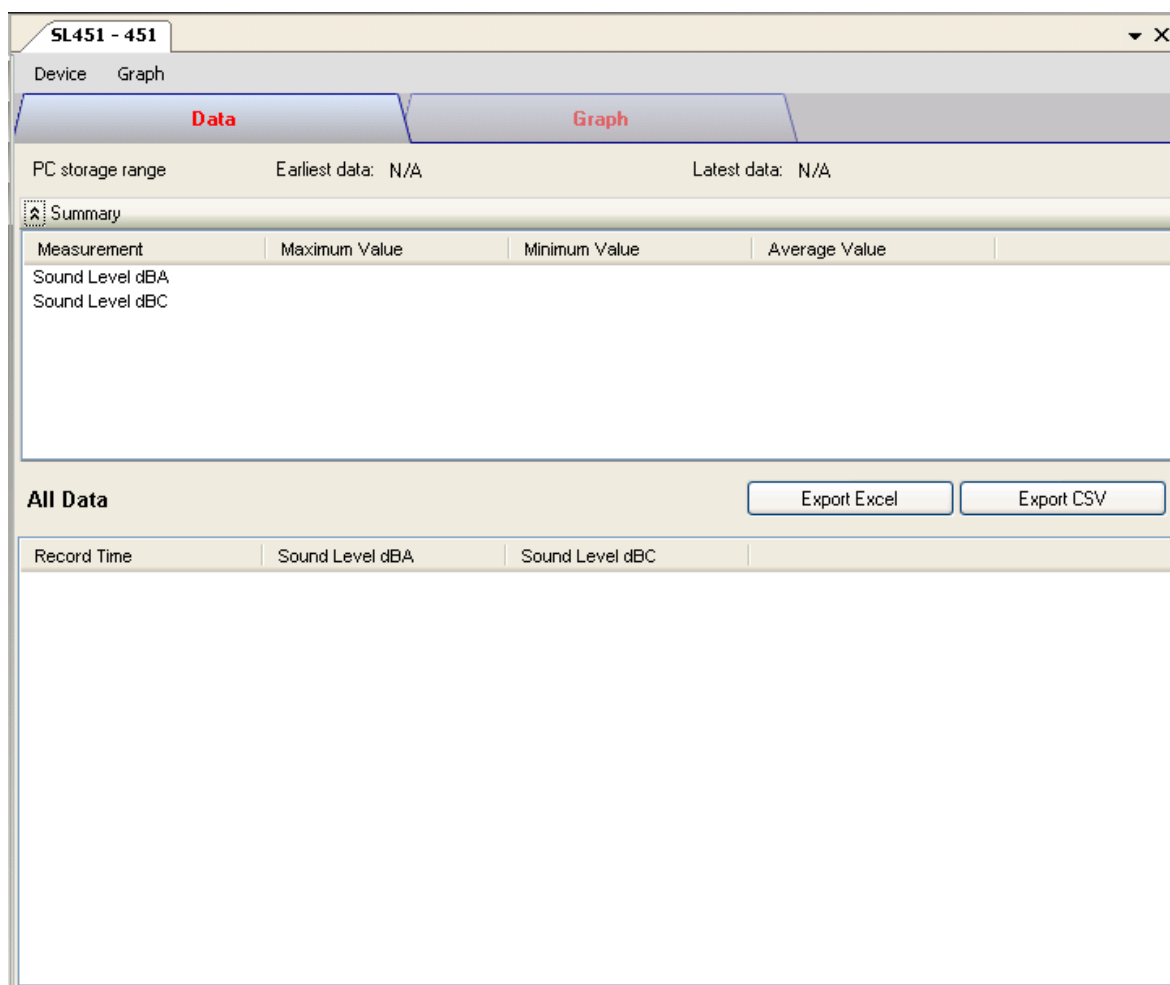 SL451 - 451
Device Graph
Data Graph
PC storage range Earliest data: N/A Latest data: N/A
Summary
Measurement Maximum Value Minimum Value Average Value
Sound Level dBA
Sound Level dBC
All Data Export Excel Export CSV
Record Time Sound Level dBA Sound Level dBC